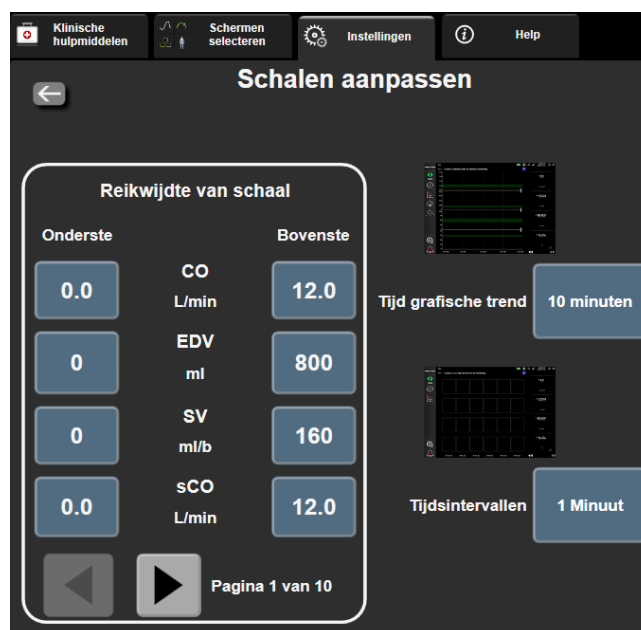 Klinische
hulpmiddelen
Schermen
selecteren
Instellingen
Help
Schalen aanpassen
Reikwijdte van schaal
Onderste
Bovenste
0.0
CO
L/min
12.0
0
EDV
ml
800
0
SV
ml/b
160
0.0
sCO
L/min
12.0
Pagina 1 van 10
Tijd grafische trend
10 minuten
Tijdsintervallen
1 Minuut